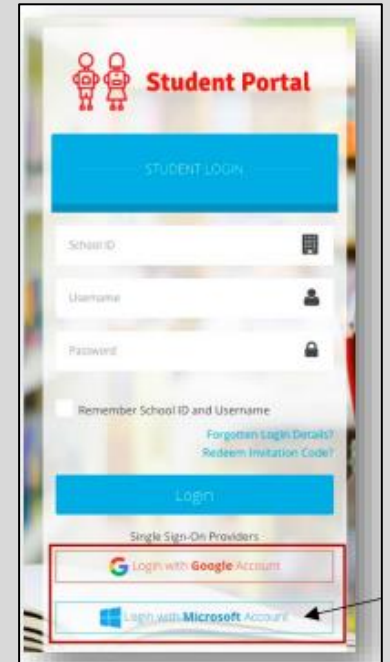 Student Portal
STUDENT LOGIN
School ID
Username
Password
Remember School ID and Username
Forgotten Login Details?
Redeem Invitation Code?
Login
Single Sign-On Providers
Login with Google Account
Login with Microsoft Account